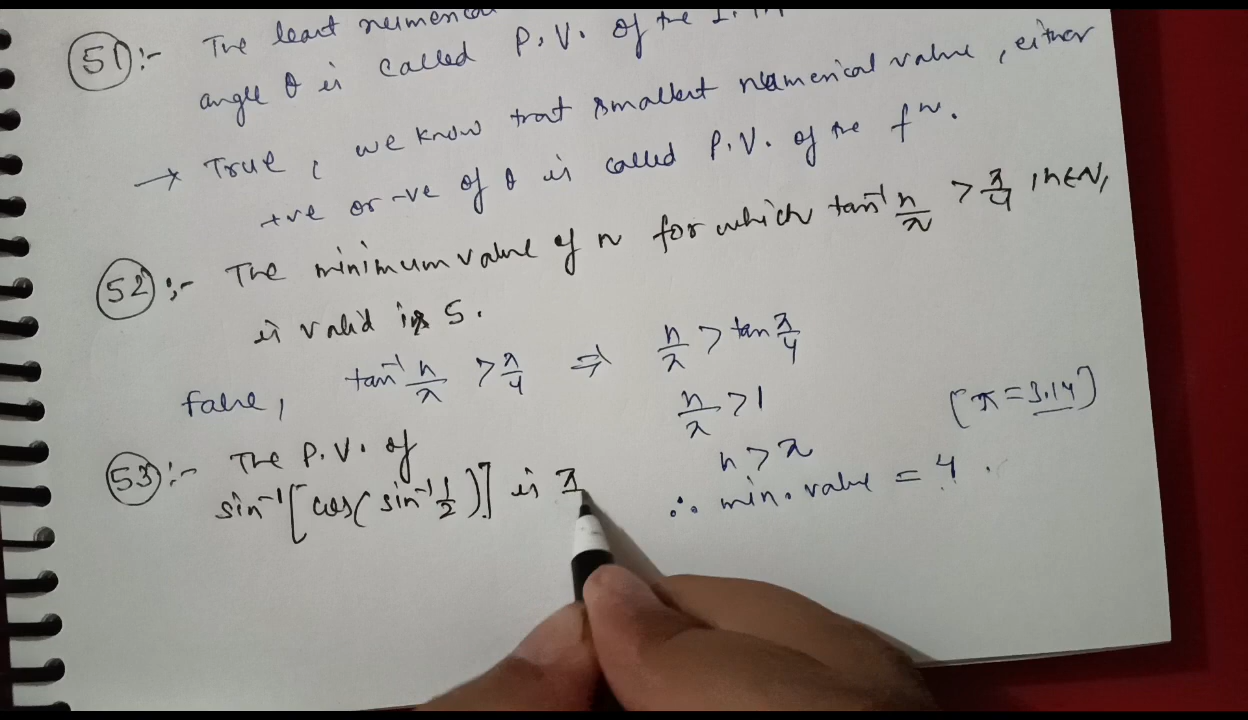 51 :- The least numerical
angle θ is called P.V. of the I.
→ True, we know that smallest numerical value, either
+ve or -ve of θ is called P.V. of the fⁿ.
52 :- The minimum value of n for which tan⁻¹ n/π > π/4, n∈N,
is valid is 5.
false, tan⁻¹ n/π > π/4 ⇒ n/π > tan π/4
n/π > 1 (π = 3.14)
n > π
∴ min. value = 4.
53 :- The P.V. of
sin⁻¹[cos(sin⁻¹ 1/2)] is π